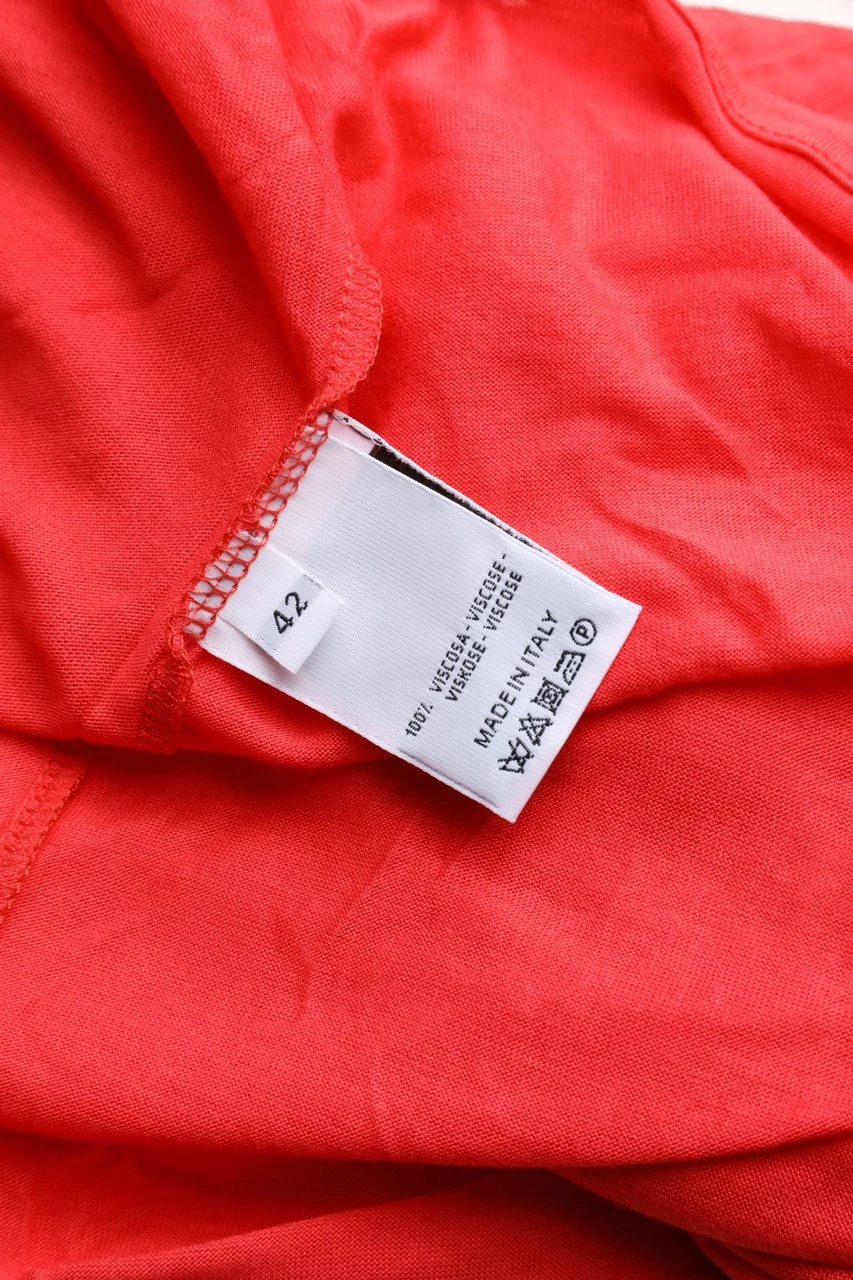 42
100% VISCOSA - VISCOSE -
VISKOSE - VISCOSE
MADE IN ITALY
P